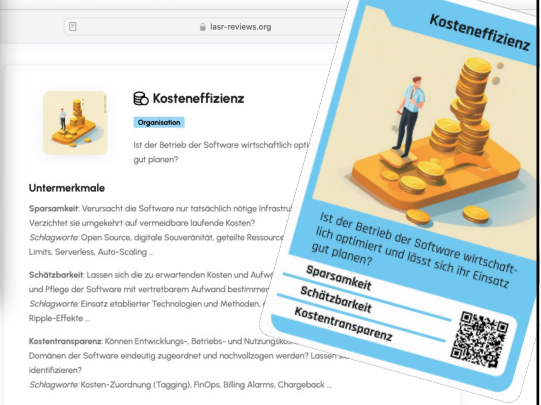 lasr-reviews.org
Kosteneffizienz
Organisation
Ist der Betrieb der Software wirtschaftlich opti
gut planen?
Untermerkmale
Sparsamkeit: Verursacht die Software nur tatsächlich nötige Infrastru
Verzichtet sie umgekehrt auf vermeidbare laufende Kosten?
Schlagworte: Open Source, digitale Souveränität, geteilte Ressource
Limits, Serverless, Auto-Scaling ...
Schätzbarkeit: Lassen sich die zu erwartenden Kosten und Aufw
und Pflege der Software mit vertretbarem Aufwand bestimmer
Schlagworte: Einsatz etablierter Technologien und Methoden,
Ripple-Effekte ...
Kostentransparenz: Können Entwicklungs-, Betriebs- und Nutzungskos
Domänen der Software eindeutig zugeordnet und nachvollzogen werden? Lassen
identifizieren?
Schlagworte: Kosten-Zuordnung (Tagging), FinOps, Billing Alarms, Chargeback ...
Kosteneffizienz
Ist der Betrieb der Software wirtschaft-
lich optimiert und lässt sich ihr Einsatz
gut planen?
Sparsamkeit
Schätzbarkeit
Kostentransparenz